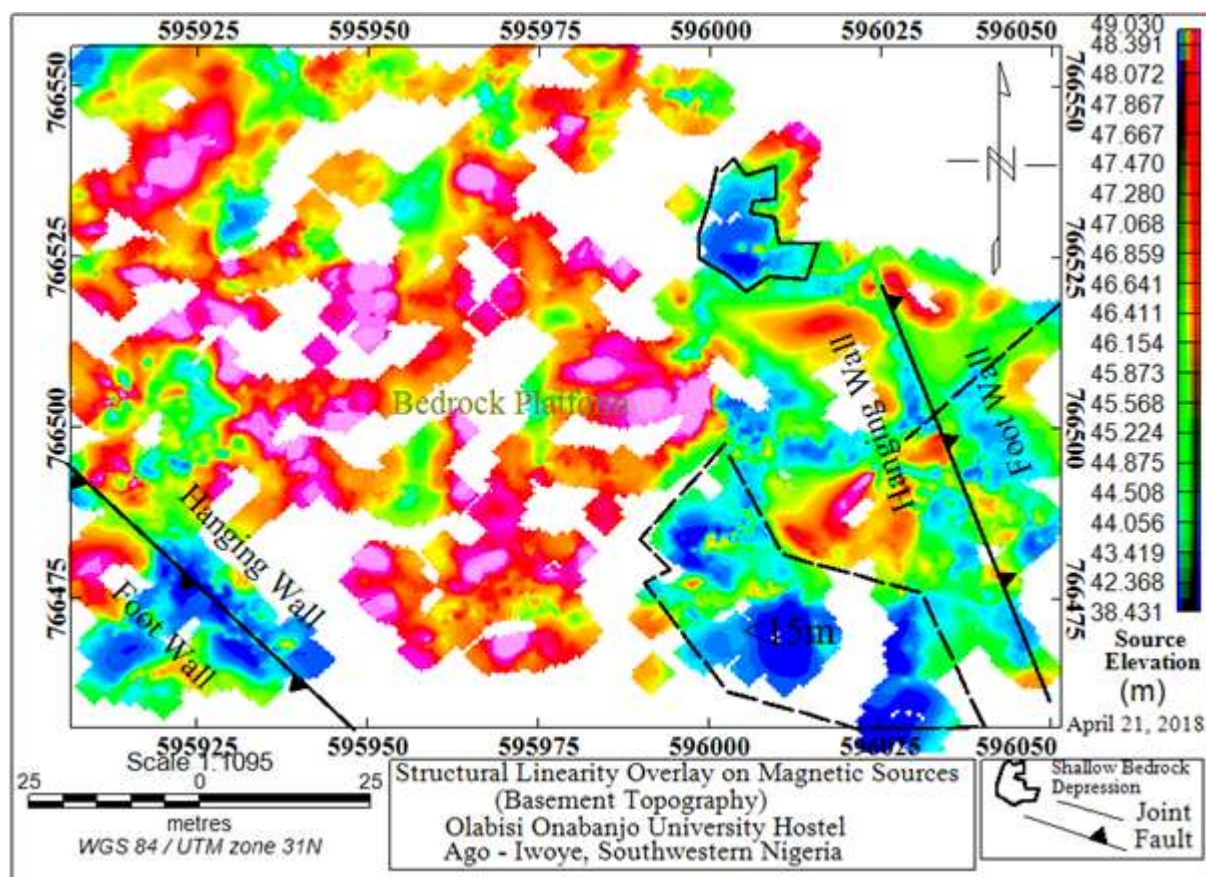 595925 595950 595975 596000 596025 596050
766550
766525
766500
766475
766550
766525
766500
766475
N
Bedrock Platform
Hanging Wall
Foot Wall
Hanging Wall
Foot Wall
<15m
595925 595950 595975 596000 596025 596050
49.030
48.391
48.072
47.867
47.667
47.470
47.280
47.068
46.859
46.641
46.411
46.154
45.873
45.568
45.224
44.875
44.508
44.056
43.419
42.368
38.431
Source
Elevation
(m)
April 21, 2018
Scale 1:1095
25 0 25
metres
WGS 84 / UTM zone 31N
Structural Linearity Overlay on Magnetic Sources
(Basement Topography)
Olabisi Onabanjo University Hostel
Ago - Iwoye, Southwestern Nigeria
Shallow Bedrock
Depression
Joint
Fault